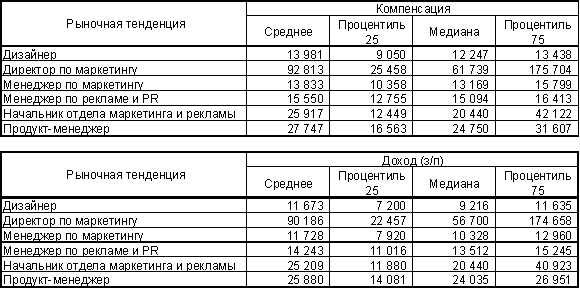 Рыночная тенденция Компенсация
Среднее Процентиль 25 Медиана Процентиль 75
Дизайнер 13 981 9 050 12 247 13 438
Директор по маркетингу 92 813 25 458 61 739 175 704
Менеджер по маркетингу 13 833 10 358 13 169 15 799
Менеджер по рекламе и PR 15 550 12 755 15 094 16 413
Начальник отдела маркетинга и рекламы 25 917 12 449 20 440 42 122
Продукт-менеджер 27 747 16 563 24 750 31 607
Рыночная тенденция Доход (з/п)
Среднее Процентиль 25 Медиана Процентиль 75
Дизайнер 11 673 7 200 9 216 11 635
Директор по маркетингу 90 186 22 457 56 700 174 658
Менеджер по маркетингу 11 728 7 920 10 328 12 960
Менеджер по рекламе и PR 14 243 11 016 13 512 15 245
Начальник отдела маркетинга и рекламы 25 209 11 880 20 440 40 923
Продукт-менеджер 25 880 14 081 24 035 26 951